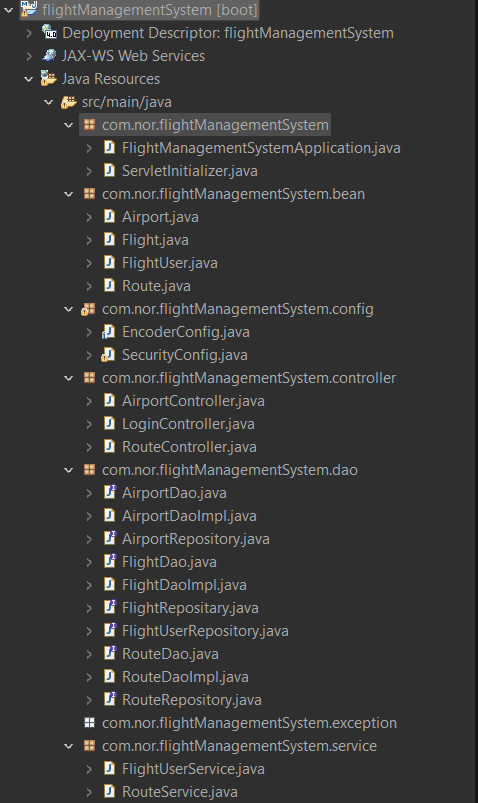 flightManagementSystem [boot]
Deployment Descriptor: flightManagementSystem
JAX-WS Web Services
Java Resources
src/main/java
com.nor.flightManagementSystem
FlightManagementSystemApplication.java
ServletInitializer.java
com.nor.flightManagementSystem.bean
Airport.java
Flight.java
FlightUser.java
Route.java
com.nor.flightManagementSystem.config
EncoderConfig.java
SecurityConfig.java
com.nor.flightManagementSystem.controller
AirportController.java
LoginController.java
RouteController.java
com.nor.flightManagementSystem.dao
AirportDao.java
AirportDaoImpl.java
AirportRepository.java
FlightDao.java
FlightDaoImpl.java
FlightRepositary.java
FlightUserRepository.java
RouteDao.java
RouteDaoImpl.java
RouteRepository.java
com.nor.flightManagementSystem.exception
com.nor.flightManagementSystem.service
FlightUserService.java
RouteService.java